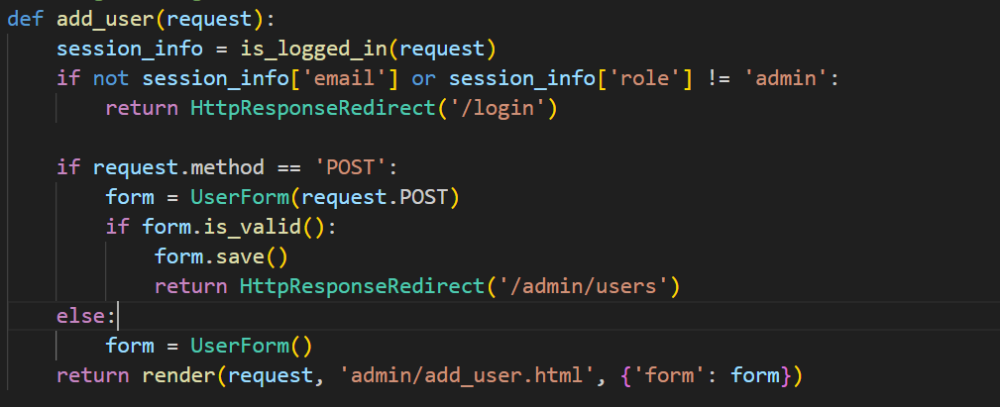 def add_user(request):
    session_info = is_logged_in(request)
    if not session_info['email'] or session_info['role'] != 'admin':
        return HttpResponseRedirect('/login')

    if request.method == 'POST':
        form = UserForm(request.POST)
        if form.is_valid():
            form.save()
            return HttpResponseRedirect('/admin/users')
    else:
        form = UserForm()
    return render(request, 'admin/add_user.html', {'form': form})